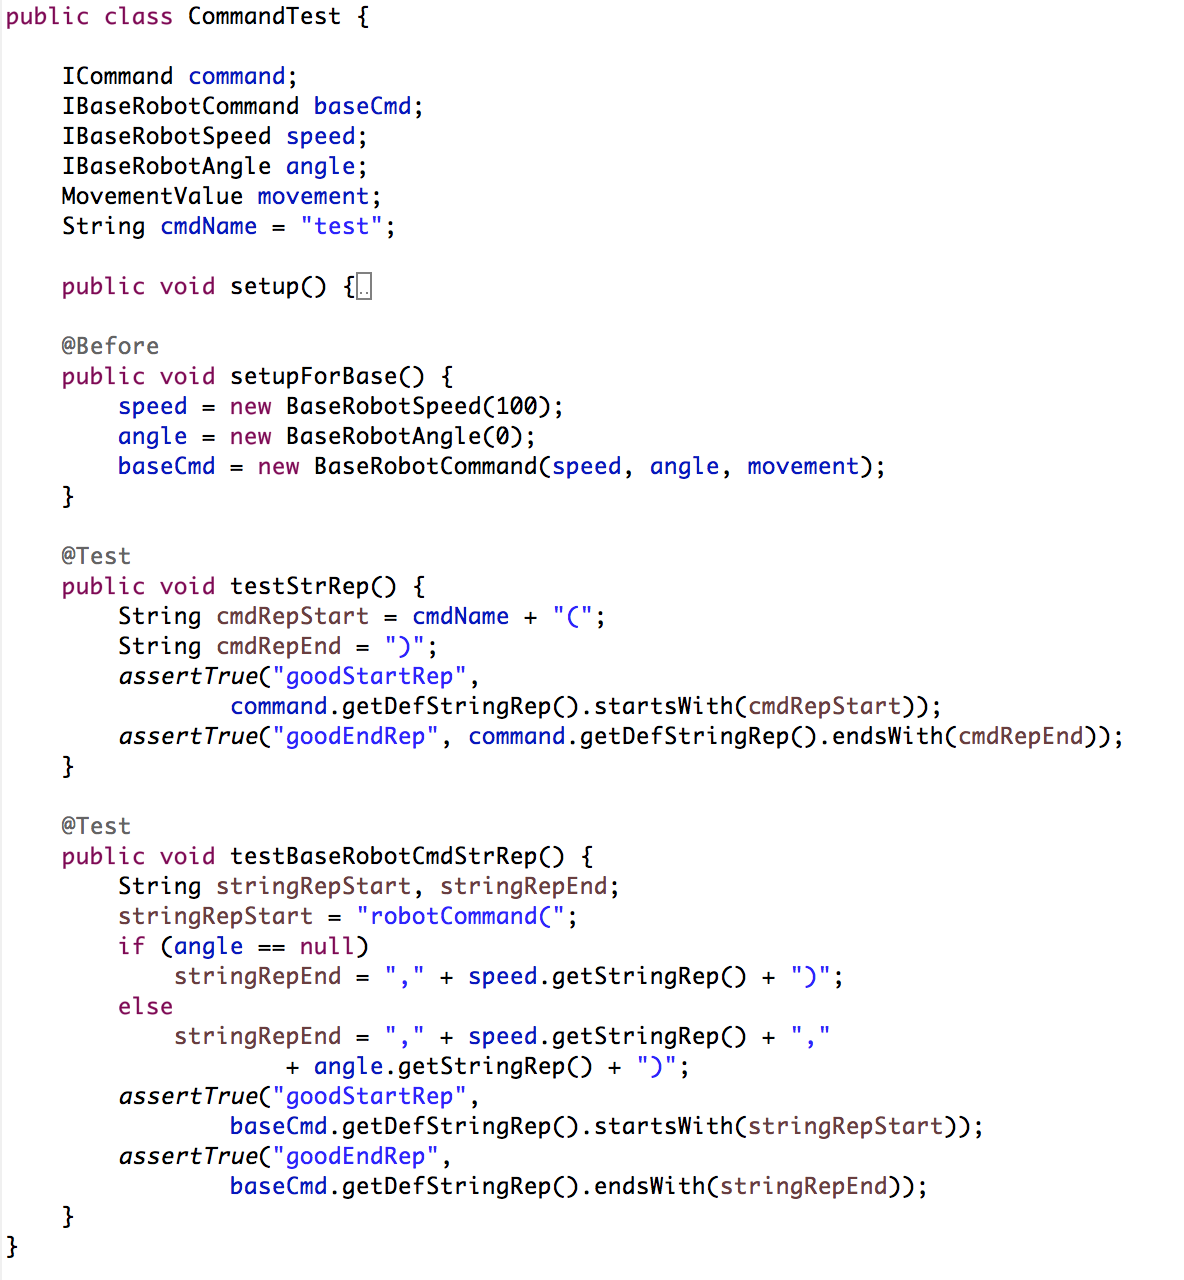 public class CommandTest {
ICommand command;
IBaseRobotCommand baseCmd;
IBaseRobotSpeed speed;
IBaseRobotAngle angle;
MovementValue movement;
String cmdName = "test";
public void setup() {..
@Before
public void setupForBase() {
speed = new BaseRobotSpeed(100);
angle = new BaseRobotAngle(0);
baseCmd = new BaseRobotCommand(speed, angle, movement);
}
@Test
public void testStrRep() {
String cmdRepStart = cmdName + "(";
String cmdRepEnd = ")";
assertTrue("goodStartRep",
command.getDefStringRep().startsWith(cmdRepStart));
assertTrue("goodEndRep", command.getDefStringRep().endsWith(cmdRepEnd));
}
@Test
public void testBaseRobotCmdStrRep() {
String stringRepStart, stringRepEnd;
stringRepStart = "robotCommand(";
if (angle == null)
stringRepEnd = "," + speed.getStringRep() + ")";
else
stringRepEnd = "," + speed.getStringRep() + ","
+ angle.getStringRep() + ")";
assertTrue("goodStartRep",
baseCmd.getDefStringRep().startsWith(stringRepStart));
assertTrue("goodEndRep",
baseCmd.getDefStringRep().endsWith(stringRepEnd));
}
}